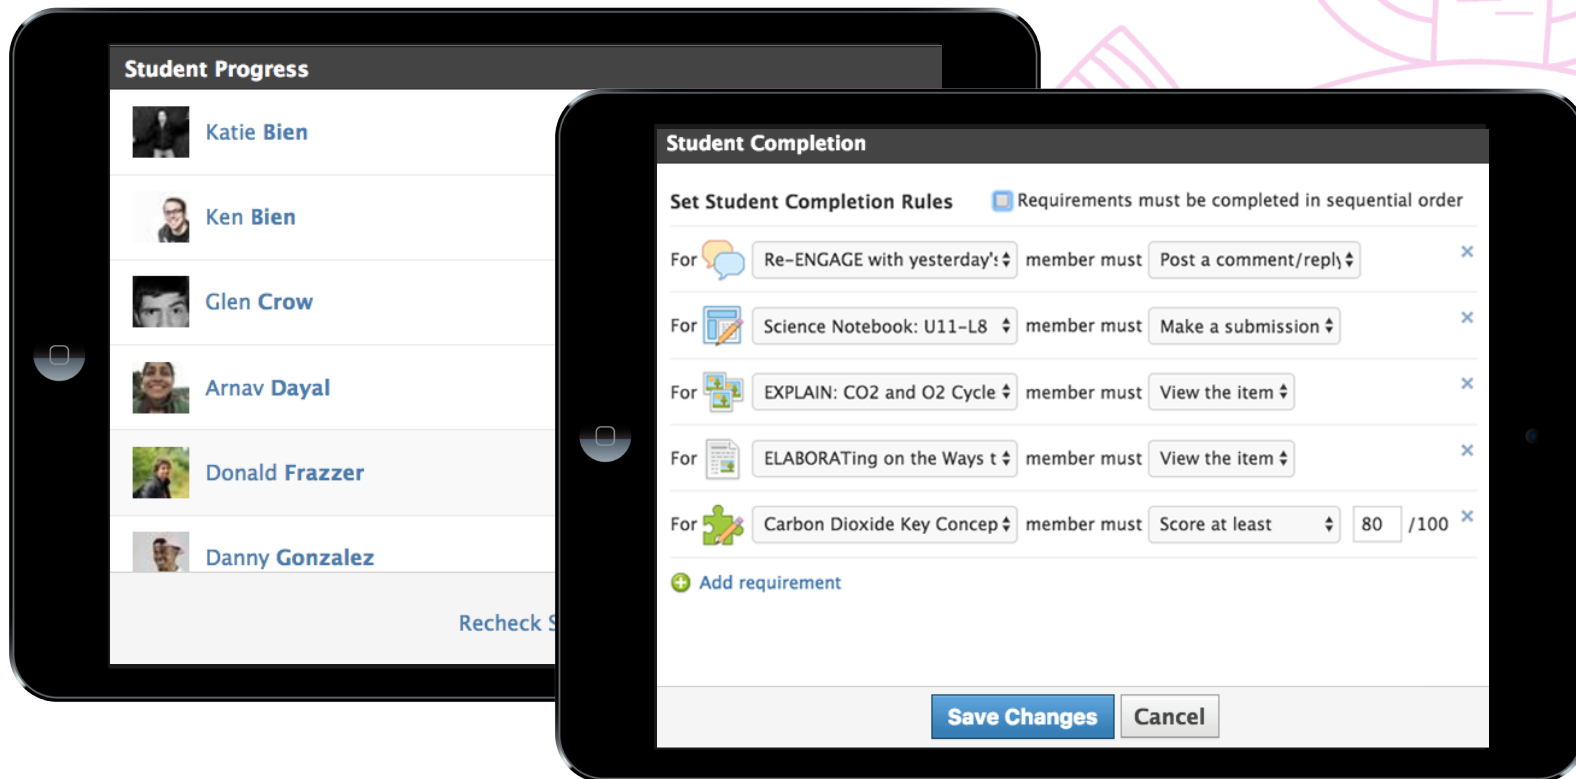 Student Progress
Katie Bien
Ken Bien
Glen Crow
Arnav Dayal
Donald Frazzer
Danny Gonzalez
Recheck
Student Completion
Set Student Completion Rules Requirements must be completed in sequential order
For Re-ENGAGE with yesterday's member must Post a comment/reply ×
For Science Notebook: U11-L8 member must Make a submission ×
For EXPLAIN: CO2 and O2 Cycle member must View the item ×
For ELABORATing on the Ways t member must View the item ×
For Carbon Dioxide Key Concep member must Score at least 80 /100 ×
Add requirement
Save Changes Cancel